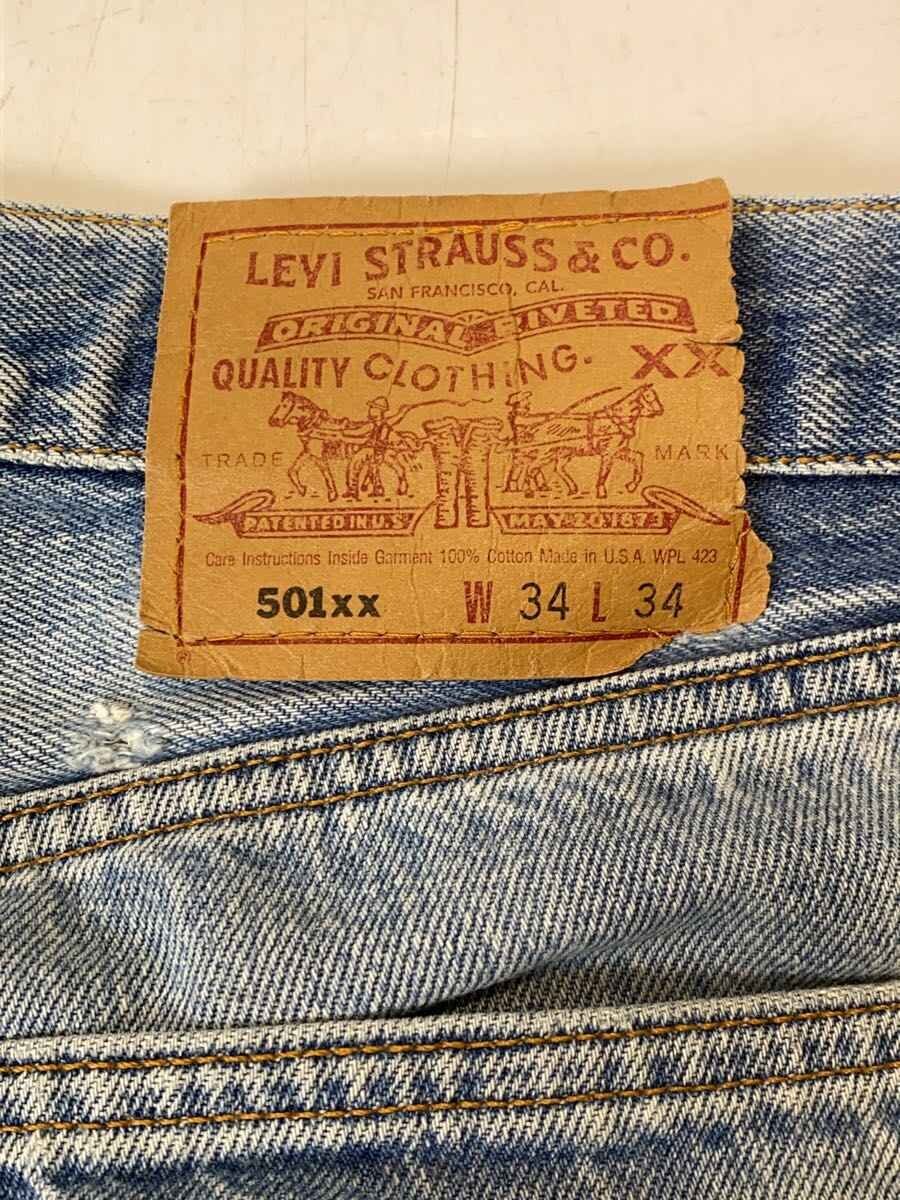 LEVI STRAUSS & CO.
SAN FRANCISCO, CAL.
ORIGINAL RIVETED
QUALITY CLOTHING. XX
TRADE MARK
PATENTED IN U.S. MAY 20 1873
Care Instructions Inside Garment 100% Cotton Made in U.S.A. WPL 423
501xx W 34 L 34
®